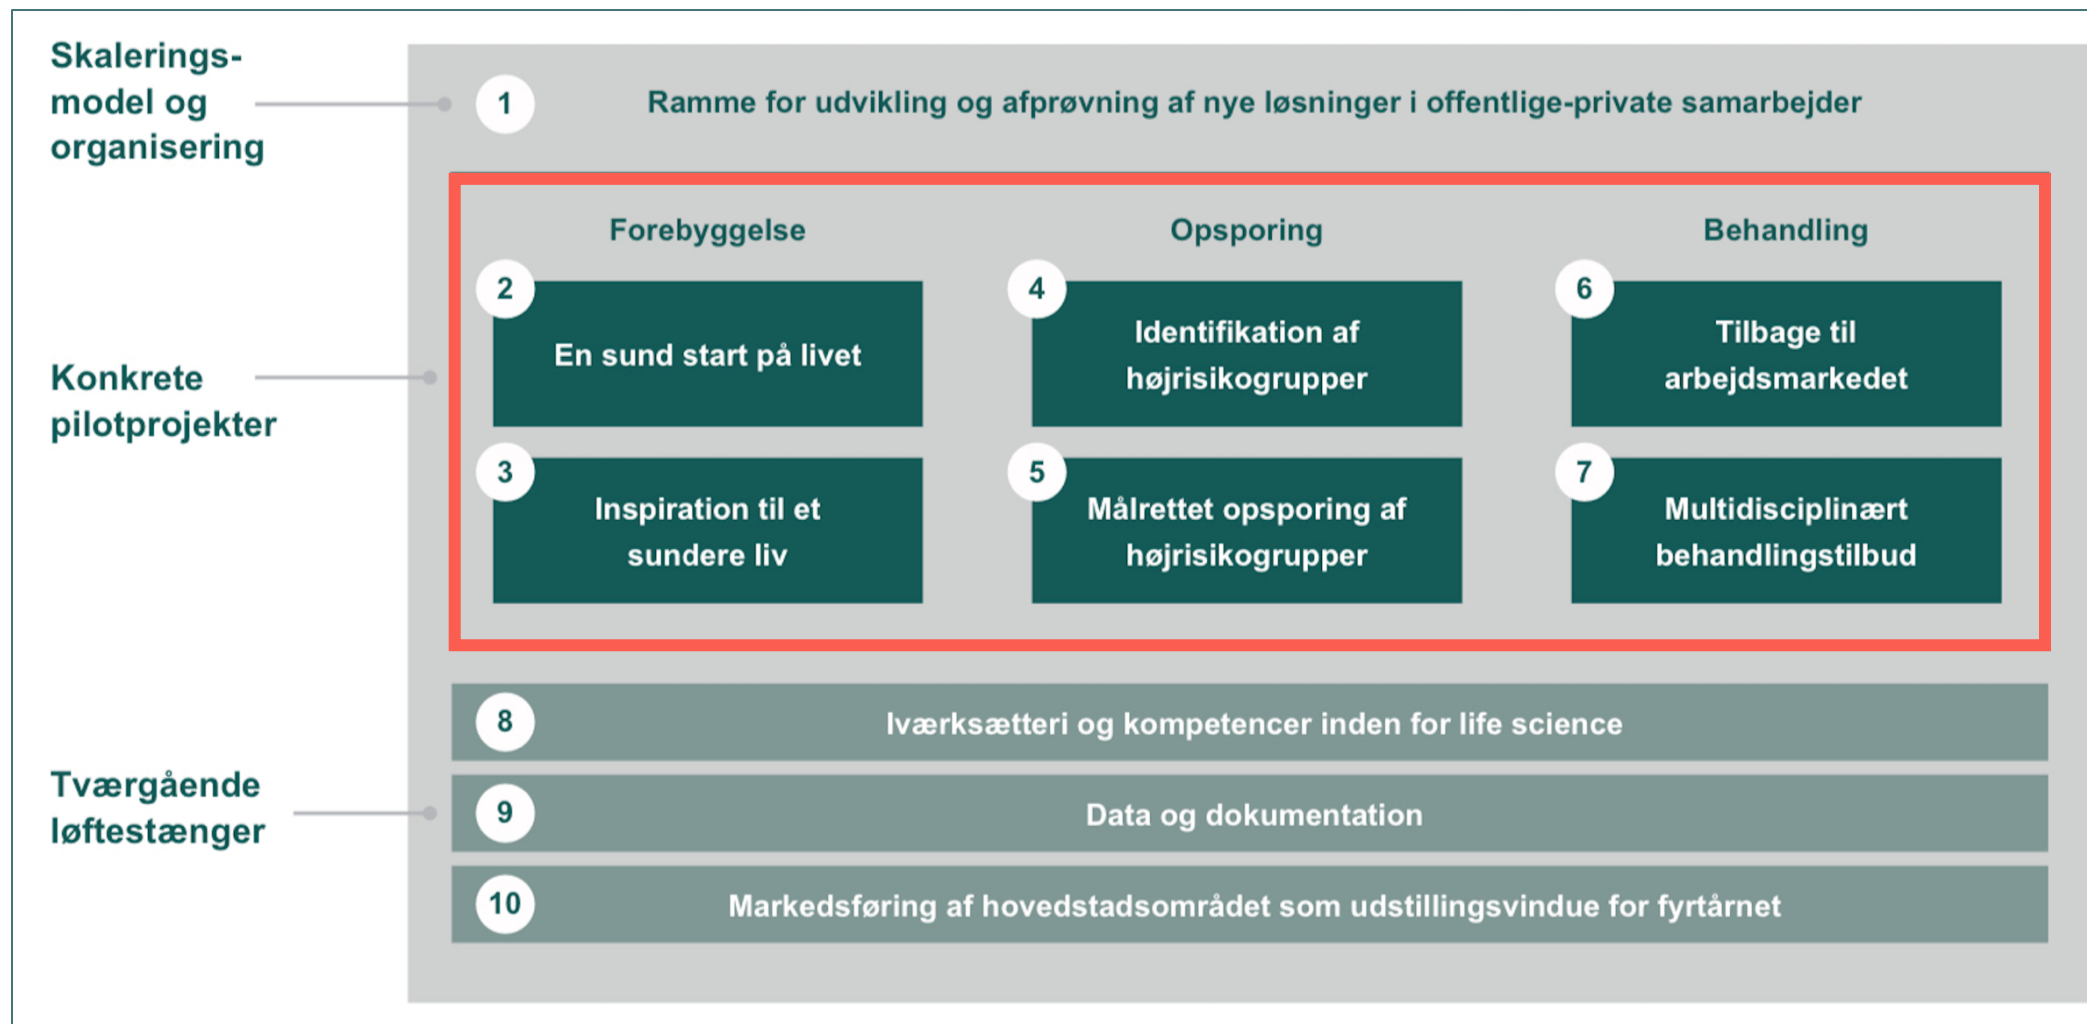 Skalerings-
model og
organisering
1
Ramme for udvikling og afprøvning af nye løsninger i offentlige-private samarbejder
Konkrete
pilotprojekter
Forebyggelse
2
En sund start på livet
3
Inspiration til et
sundere liv
Opsporing
4
Identifikation af
højrisikogrupper
5
Målrettet opsporing af
højrisikogrupper
Behandling
6
Tilbage til
arbejdsmarkedet
7
Multidisciplinært
behandlingstilbud
Tværgående
løftestænger
8
Iværksætteri og kompetencer inden for life science
9
Data og dokumentation
10
Markedsføring af hovedstadsområdet som udstillingsvindue for fyrtårnet